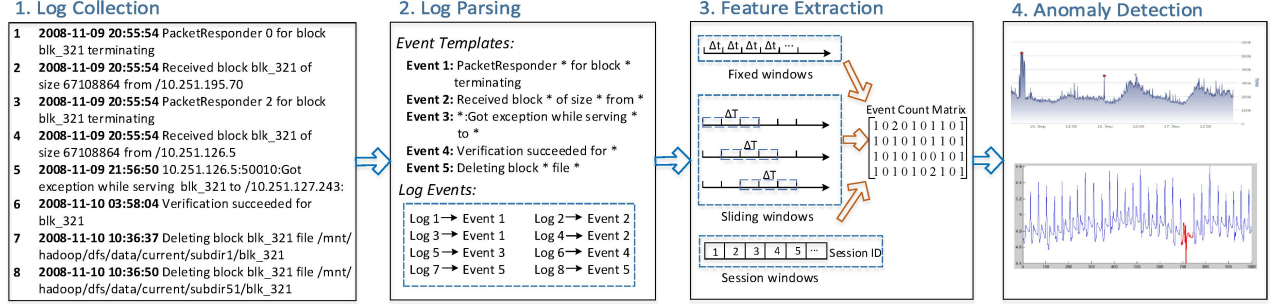 1. Log Collection
1 2008-11-09 20:55:54 PacketResponder 0 for block
blk_321 terminating
2 2008-11-09 20:55:54 Received block blk_321 of
size 67108864 from /10.251.195.70
3 2008-11-09 20:55:54 PacketResponder 2 for block
blk_321 terminating
4 2008-11-09 20:55:54 Received block blk_321 of
size 67108864 from /10.251.126.5
5 2008-11-09 21:56:50 10.251.126.5:50010:Got
exception while serving blk_321 to /10.251.127.243:
6 2008-11-10 03:58:04 Verification succeeded for
blk_321
7 2008-11-10 10:36:37 Deleting block blk_321 file /mnt/
hadoop/dfs/data/current/subdir1/blk_321
8 2008-11-10 10:36:50 Deleting block blk_321 file /mnt/
hadoop/dfs/data/current/subdir51/blk_321
2. Log Parsing
Event Templates:
Event 1: PacketResponder * for block *
terminating
Event 2: Received block * of size * from *
Event 3: *:Got exception while serving *
to *
Event 4: Verification succeeded for *
Event 5: Deleting block * file *
Log Events:
Log 1 → Event 1 Log 2 → Event 2
Log 3 → Event 1 Log 4 → Event 2
Log 5 → Event 3 Log 6 → Event 4
Log 7 → Event 5 Log 8 → Event 5
3. Feature Extraction
Δt Δt Δt Δt ...
Fixed windows
ΔT
ΔT
ΔT
Sliding windows
1 2 3 4 5 ... Session ID
Session windows
Event Count Matrix
1 0 2 0 1 0 1 1 0 1
1 0 1 0 1 0 1 1 0 1
1 0 1 0 0 0 1 0 0 1
1 0 1 0 1 0 2 1 0 1
4. Anomaly Detection
0 100 200 300 400 500 600 700 800 900 1000